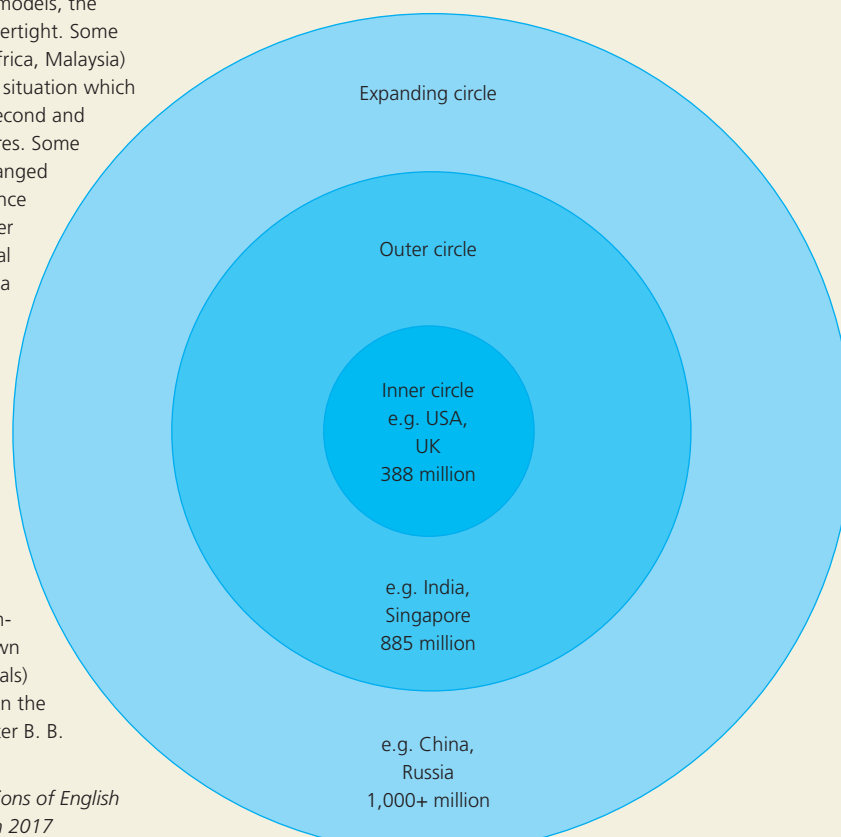 models, the
ertight. Some
frica, Malaysia)
situation which
econd and
res. Some
anged
nce
er
al
a
n-
wn
als)
n the
ter B. B.
ions of English
n 2017
Expanding circle
Outer circle
Inner circle
e.g. USA,
UK
388 million
e.g. India,
Singapore
885 million
e.g. China,
Russia
1,000+ million